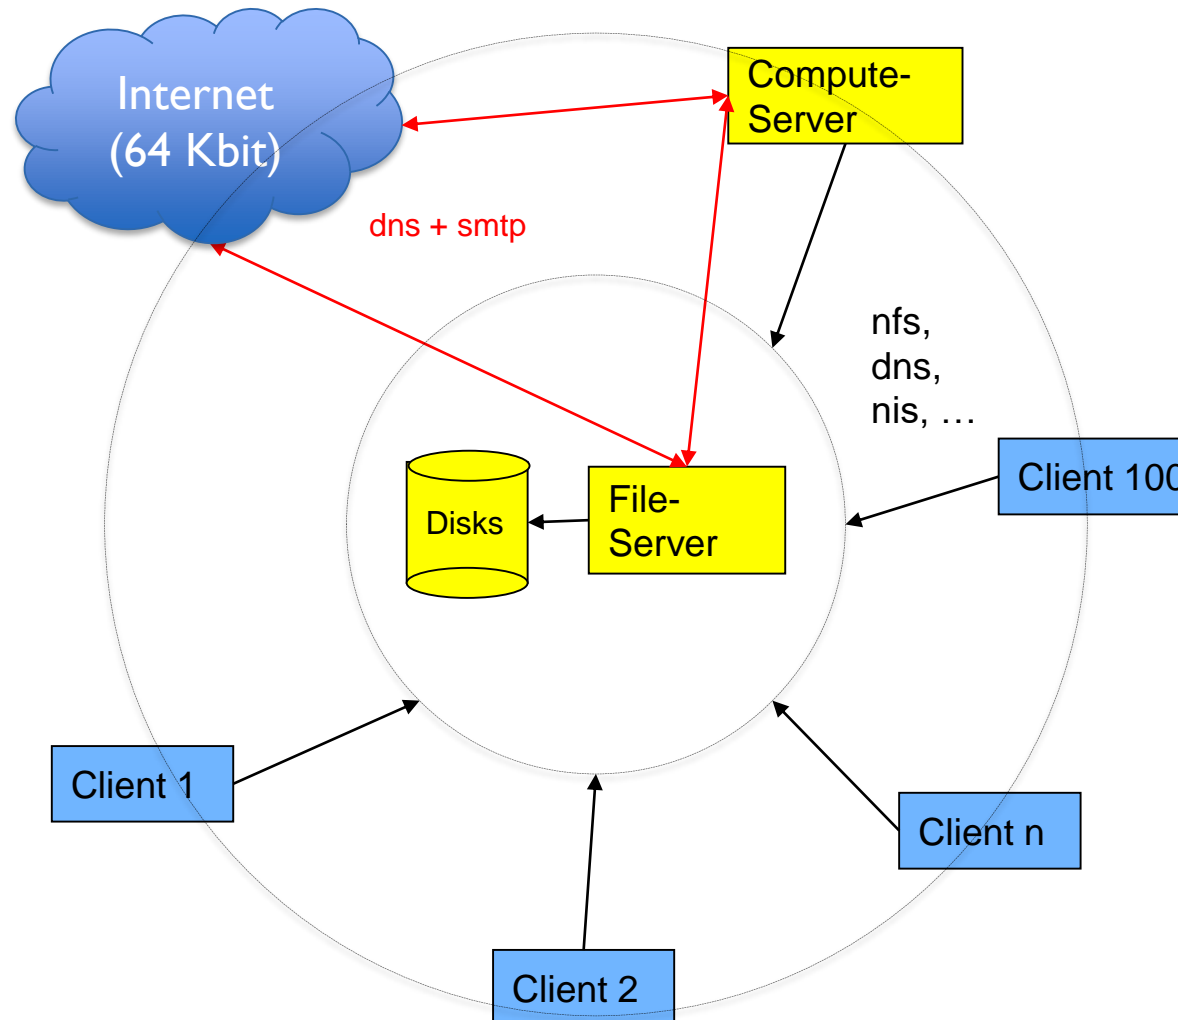 Internet
(64 Kbit)
Compute-
Server
dns + smtp
nfs,
dns,
nis, …
Client 100
Disks
File-
Server
Client 1
Client n
Client 2